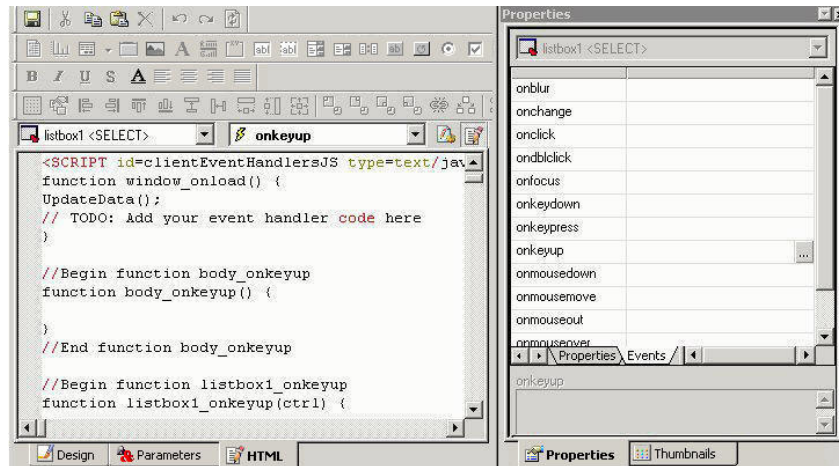 Properties
B I U S A
listbox1 <SELECT>
onkeyup
<SCRIPT id=clientEventHandlersJS type=text/jav
function window_onload() {
UpdateData();
// TODO: Add your event handler code here
}
//Begin function body_onkeyup
function body_onkeyup() {
}
//End function body_onkeyup
//Begin function listbox1_onkeyup
function listbox1_onkeyup(ctrl) {
Design
Parameters
HTML
listbox1 <SELECT>
onblur
onchange
onclick
ondblclick
onfocus
onkeydown
onkeypress
onkeyup
...
onmousedown
onmousemove
onmouseout
onmouseover
Properties
Events
onkeyup
Properties
Thumbnails